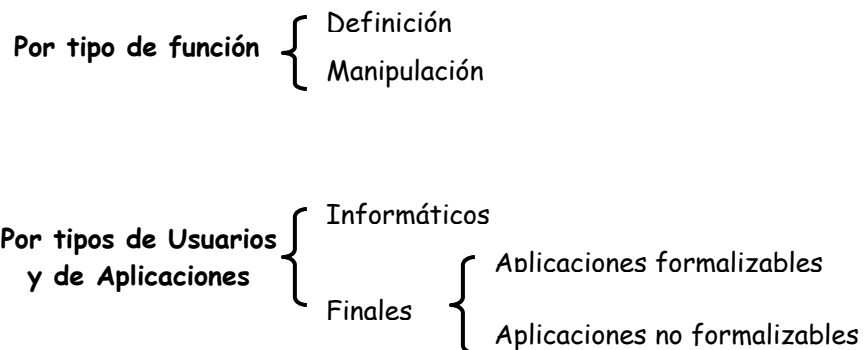 Por tipo de función
Definición
Manipulación
Por tipos de Usuarios
y de Aplicaciones
Informáticos
Finales
Aplicaciones formalizables
Aplicaciones no formalizables